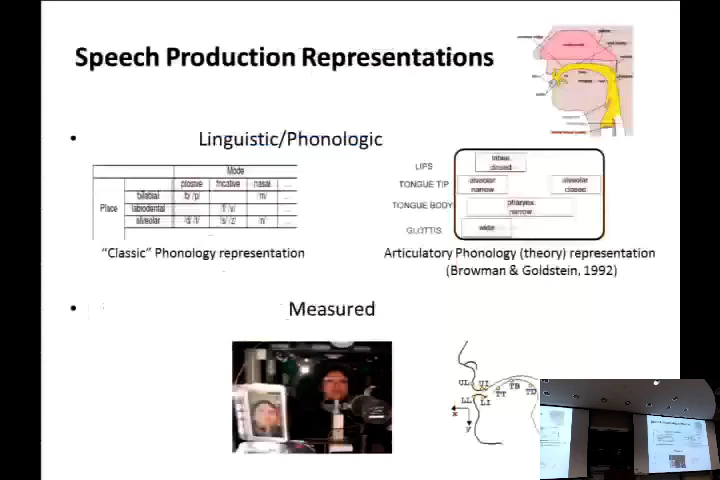 Speech Production Representations
• Linguistic/Phonologic
Mode
plosive fricative nasal ...
Place
bilabial /b/ /p/ /m/ ...
labiodental /f/ /v/ ...
alveolar /d/ /t/ /s/ /z/ /n/ ...
...
"Classic" Phonology representation
LIPS
closed
TONGUE TIP alveolar alveolar
narrow closed
TONGUE BODY pharynx
narrow
GLOTTIS wide
Articulatory Phonology (theory) representation
(Browman & Goldstein, 1992)
• Measured
UL UI TB
TT TD
LL LI
x
y